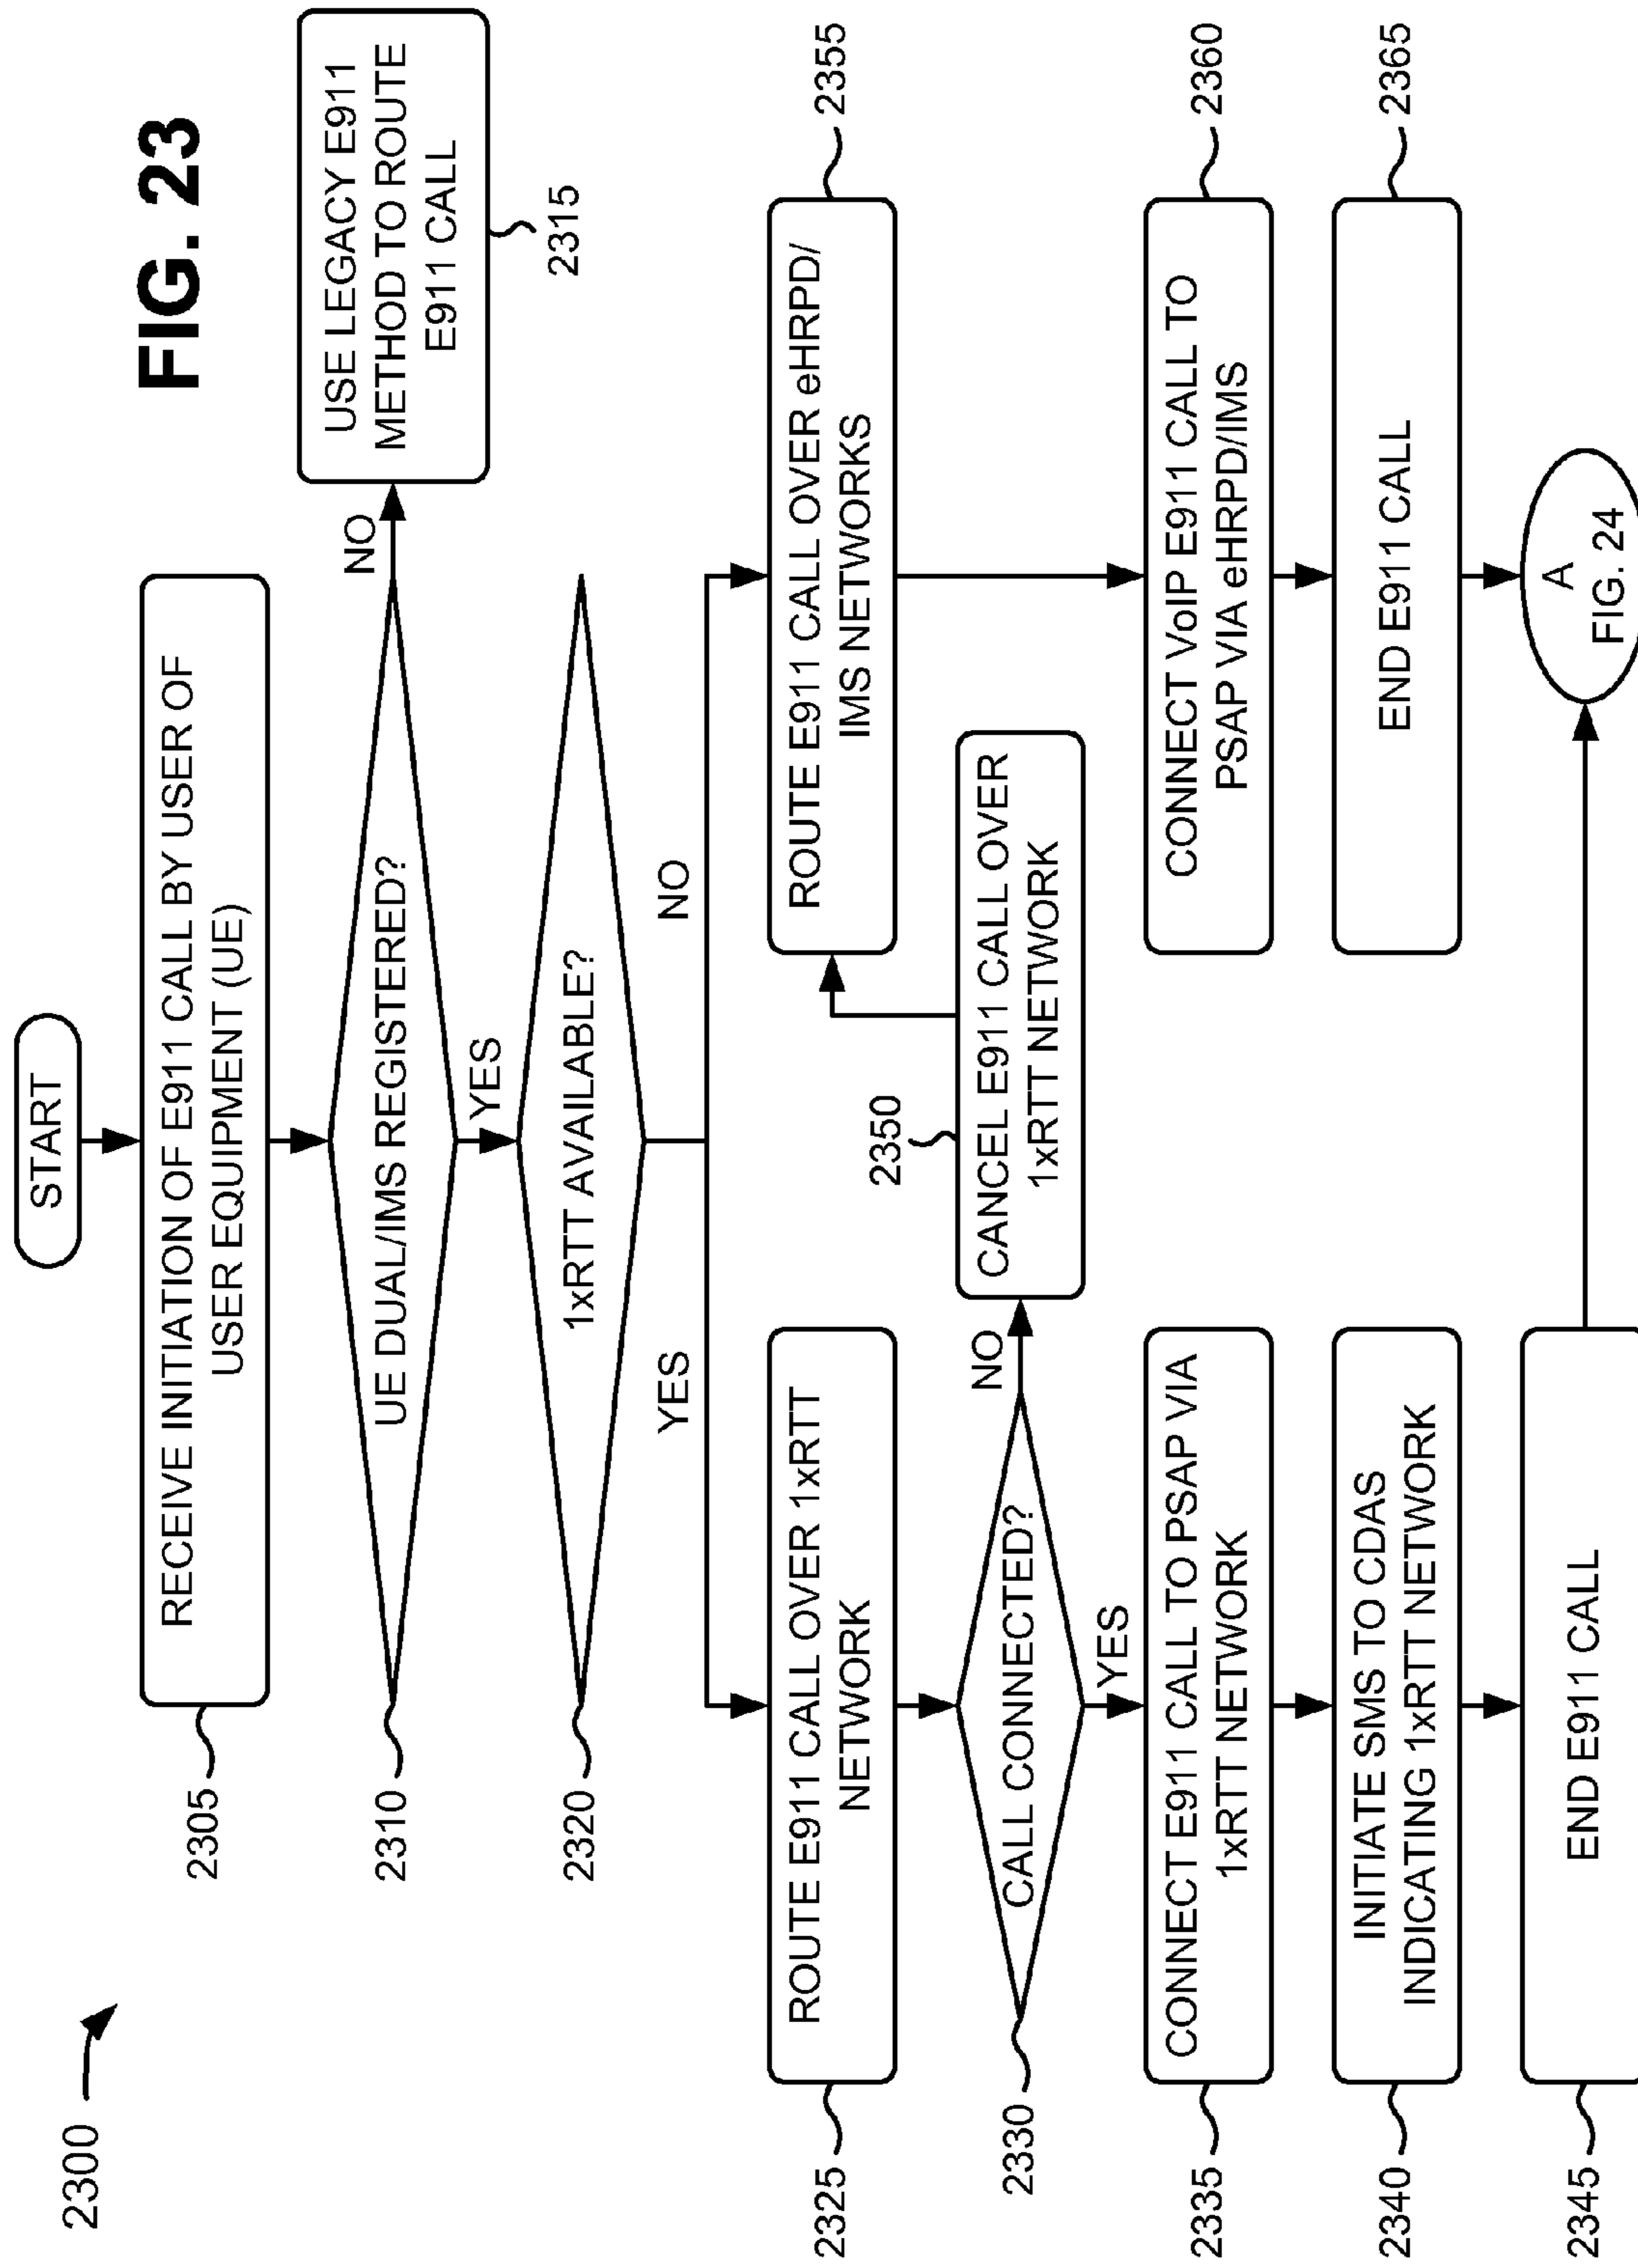 2300
FIG. 23
START
2305
RECEIVE INITIATION OF E911 CALL BY USER OF
USER EQUIPMENT (UE)
2310
UE DUAL/IMS REGISTERED?
NO
USE LEGACY E911
METHOD TO ROUTE
E911 CALL
2315
YES
2320
1xRTT AVAILABLE?
YES
NO
2325
ROUTE E911 CALL OVER 1xRTT
NETWORK
ROUTE E911 CALL OVER eHRPD/
IMS NETWORKS
2355
2330
CALL CONNECTED?
NO
2350
CANCEL E911 CALL OVER
1xRTT NETWORK
YES
2335
CONNECT E911 CALL TO PSAP VIA
1xRTT NETWORK
CONNECT VoIP E911 CALL TO
PSAP VIA eHRPD/IMS
2360
2340
INITIATE SMS TO CDAS
INDICATING 1xRTT NETWORK
END E911 CALL
2365
2345
END E911 CALL
A
FIG. 24